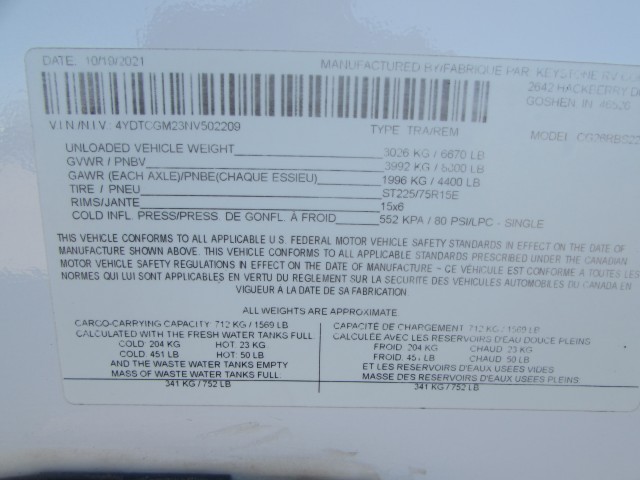 DATE: 10/19/2021 MANUFACTURED BY/FABRIQUE PAR: KEYSTONE RV
2642 HACKBERRY DR
GOSHEN, IN 46526
V.I.N./N.I.V.: 4YDTCGM23NV502209 TYPE: TRA/REM MODEL:
UNLOADED VEHICLE WEIGHT 3026 KG / 6670 LB
GVWR / PNBV 3992 KG / 8800 LB
GAWR (EACH AXLE)/PNBE(CHAQUE ESSIEU) 1996 KG / 4400 LB
TIRE / PNEU ST225/75R15E
RIMS/JANTE 15x6
COLD INFL. PRESS/PRESS. DE GONFL. À FROID 552 KPA / 80 PSI/LPC - SINGLE
THIS VEHICLE CONFORMS TO ALL APPLICABLE U.S. FEDERAL MOTOR VEHICLE SAFETY STANDARDS IN EFFECT ON THE DATE OF
MANUFACTURE SHOWN ABOVE. THIS VEHICLE CONFORMS TO ALL APPLICABLE STANDARDS PRESCRIBED UNDER THE CANADIAN
MOTOR VEHICLE SAFETY REGULATIONS IN EFFECT ON THE DATE OF MANUFACTURE – CE VEHICULE EST CONFORME A TOUTES LES
NORMES QUI LUI SONT APPLICABLES EN VERTU DU REGLEMENT SUR LA SECURITE DES VEHICULES AUTOMOBILES DU CANADA EN
VIGUEUR A LA DATE DE SA FABRICATION
ALL WEIGHTS ARE APPROXIMATE
CARGO-CARRYING CAPACITY: 712 KG / 1569 LB
CALCULATED WITH THE FRESH WATER TANKS FULL:
COLD: 204 KG HOT: 23 KG
COLD: 451 LB HOT: 50 LB
AND THE WASTE WATER TANKS EMPTY
MASS OF WASTE WATER TANKS FULL:
341 KG / 752 LB
CAPACITE DE CHARGEMENT: 712 KG / 1569 LB
CALCULÉE AVEC LES RESERVOIRS D'EAU DOUCE PLEINS
FROID: 204 KG CHAUD: 23 KG
FROID: 451 LB CHAUD: 50 LB
ET LES RESERVOIRS D'EAUX USÉES VIDES
MASSE DES RESERVOIRS D'EAUX USÉES PLEINS:
341 KG / 752 LB